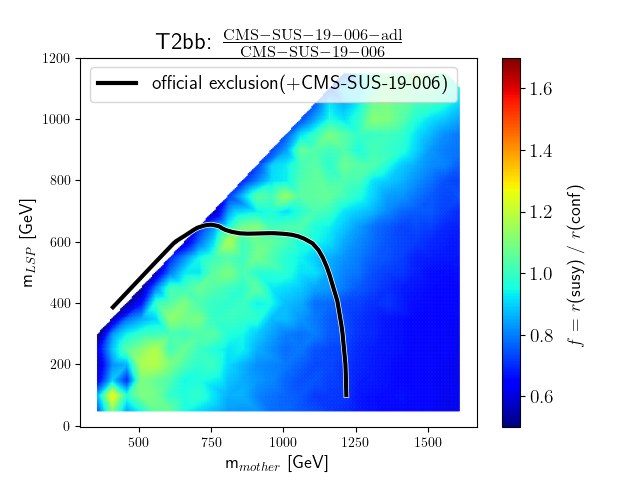 T2bb: CMS-SUS-19-006-adl
CMS-SUS-19-006
official exclusion(+CMS-SUS-19-006)
1200
1000
800
600
400
200
0
m_LSP [GeV]
500 750 1000 1250 1500
m_mother [GeV]
1.6
1.4
1.2
1.0
0.8
0.6
f = r(susy) / r(conf)